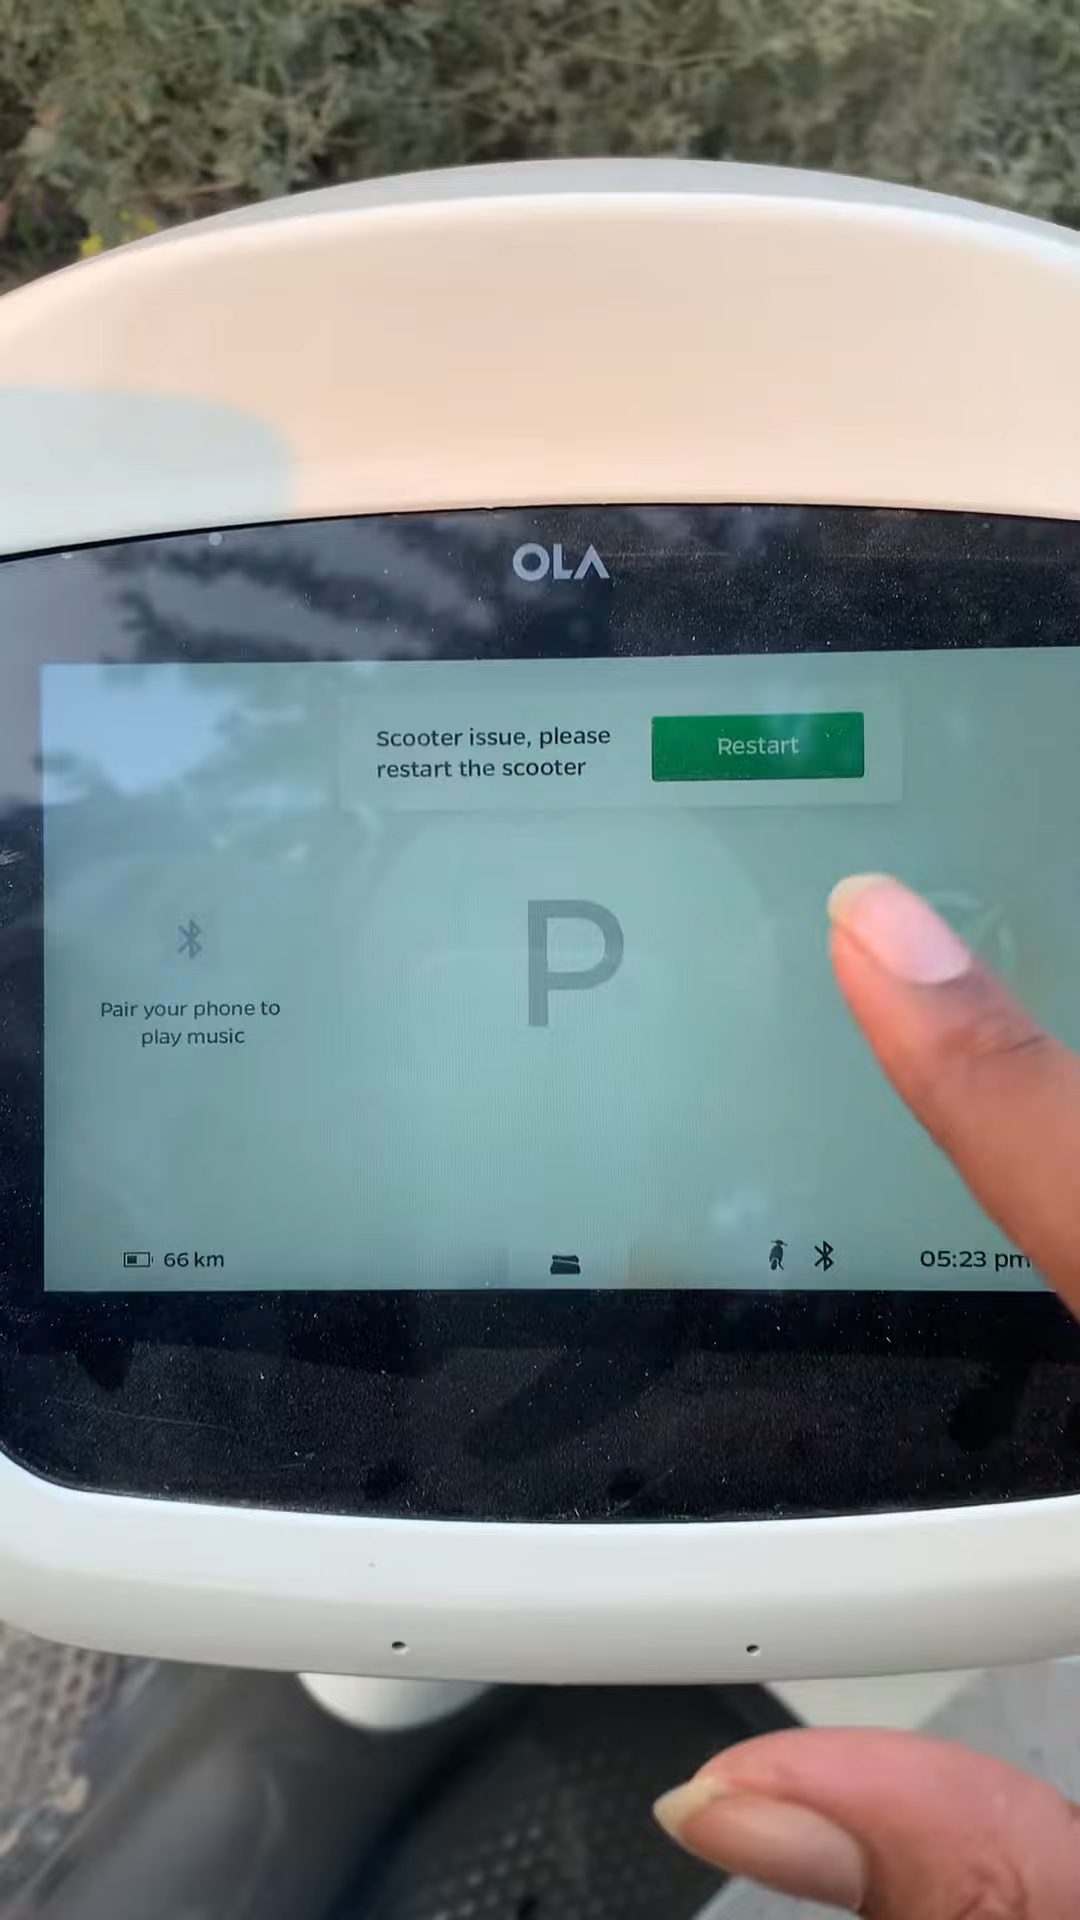 OLA
Scooter issue, please
restart the scooter
Restart
P
Pair your phone to
play music
66 km
05:23 pm